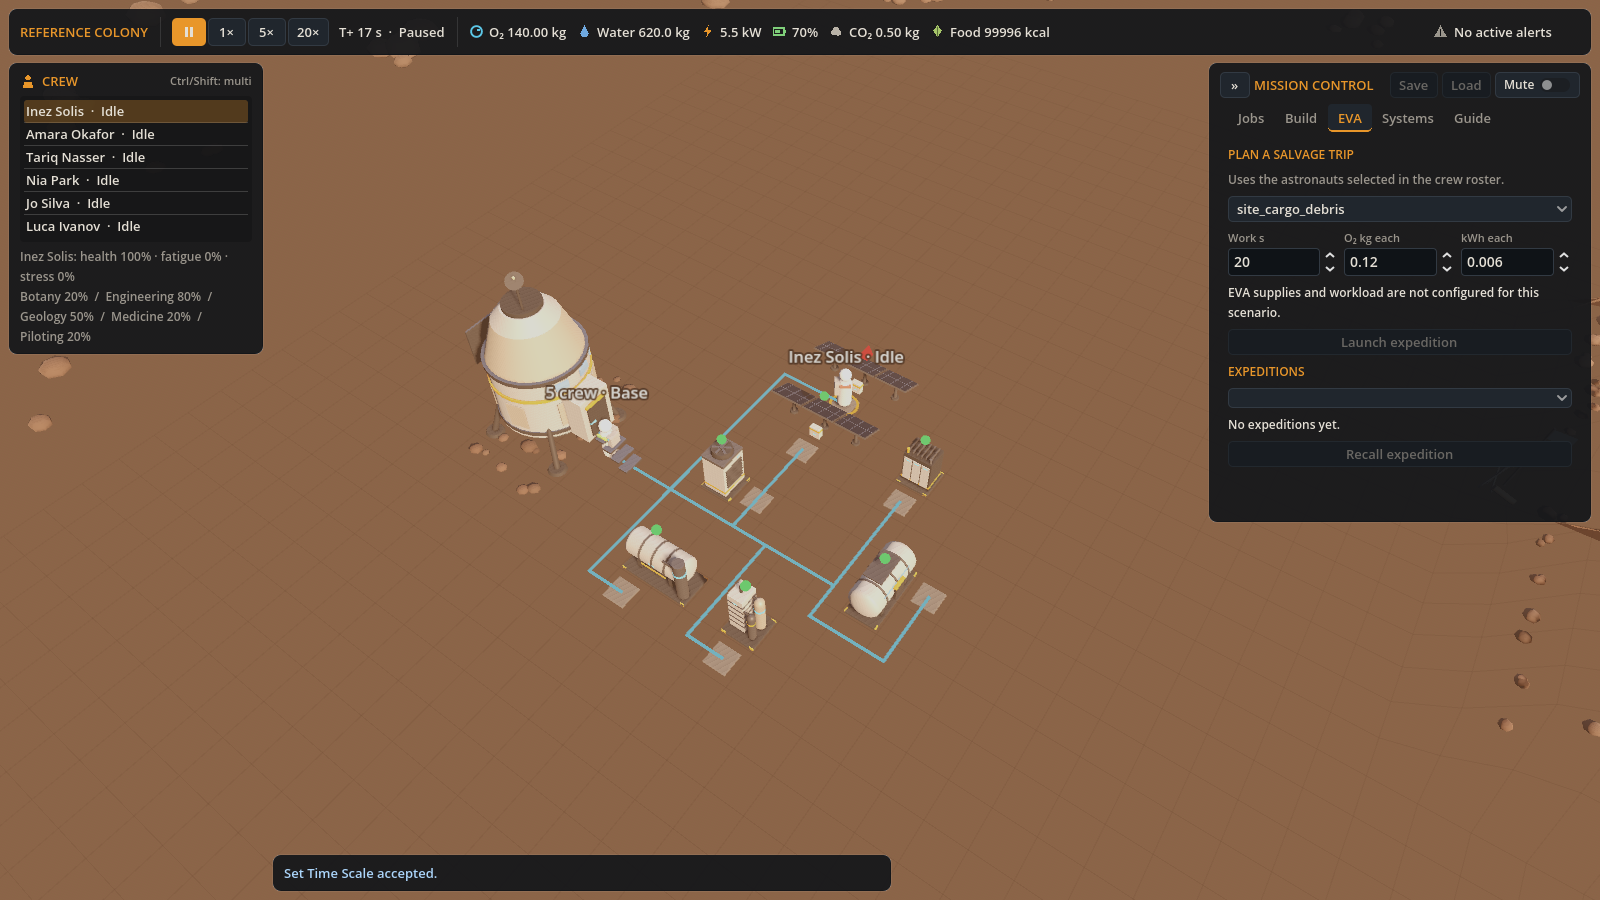 REFERENCE COLONY
1×
5×
20×
T+ 17 s · Paused
O₂ 140.00 kg
Water 620.0 kg
5.5 kW
70%
CO₂ 0.50 kg
Food 99996 kcal
No active alerts
CREW
Ctrl/Shift: multi
Inez Solis · Idle
Amara Okafor · Idle
Tariq Nasser · Idle
Nia Park · Idle
Jo Silva · Idle
Luca Ivanov · Idle
Inez Solis: health 100% · fatigue 0% ·
stress 0%
Botany 20% / Engineering 80% /
Geology 50% / Medicine 20% /
Piloting 20%
Inez Solis · Idle
5 crew · Base
» MISSION CONTROL
Save
Load
Mute
Jobs
Build
EVA
Systems
Guide
PLAN A SALVAGE TRIP
Uses the astronauts selected in the crew roster.
site_cargo_debris
Work s
O₂ kg each
kWh each
20
0.12
0.006
EVA supplies and workload are not configured for this
scenario.
Launch expedition
EXPEDITIONS
No expeditions yet.
Recall expedition
Set Time Scale accepted.